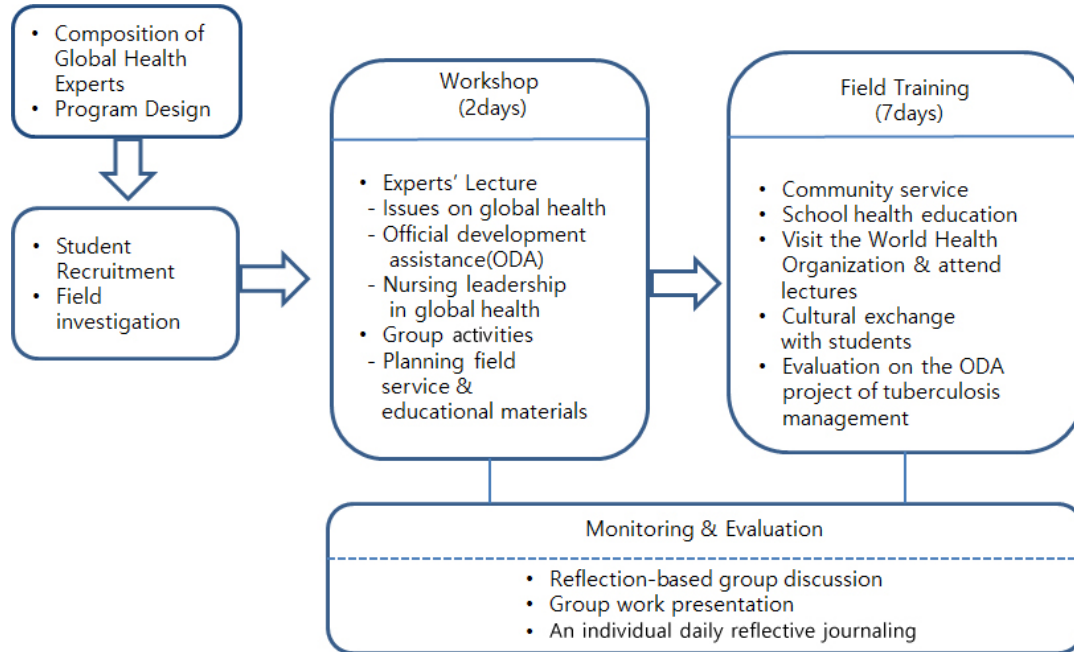 • Composition of
Global Health
Experts
• Program Design
• Student
Recruitment
• Field
investigation
Workshop
(2days)
• Experts’ Lecture
- Issues on global health
- Official development
assistance(ODA)
- Nursing leadership
in global health
• Group activities
- Planning field
service &
educational materials
Field Training
(7days)
• Community service
• School health education
• Visit the World Health
Organization & attend
lectures
• Cultural exchange
with students
• Evaluation on the ODA
project of tuberculosis
management
Monitoring & Evaluation
• Reflection-based group discussion
• Group work presentation
• An individual daily reflective journaling